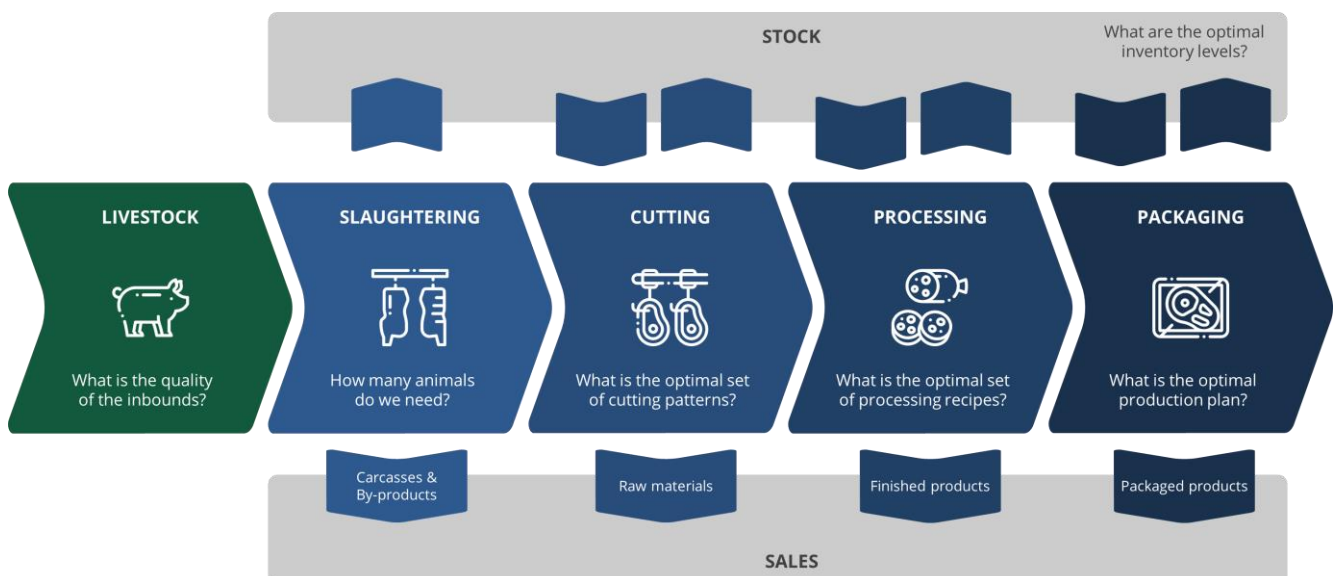 STOCK
What are the optimal
inventory levels?
LIVESTOCK
SLAUGHTERING
CUTTING
PROCESSING
PACKAGING
What is the quality
of the inbounds?
How many animals
do we need?
What is the optimal set
of cutting patterns?
What is the optimal set
of processing recipes?
What is the optimal
production plan?
Carcasses &
By-products
Raw materials
Finished products
Packaged products
SALES